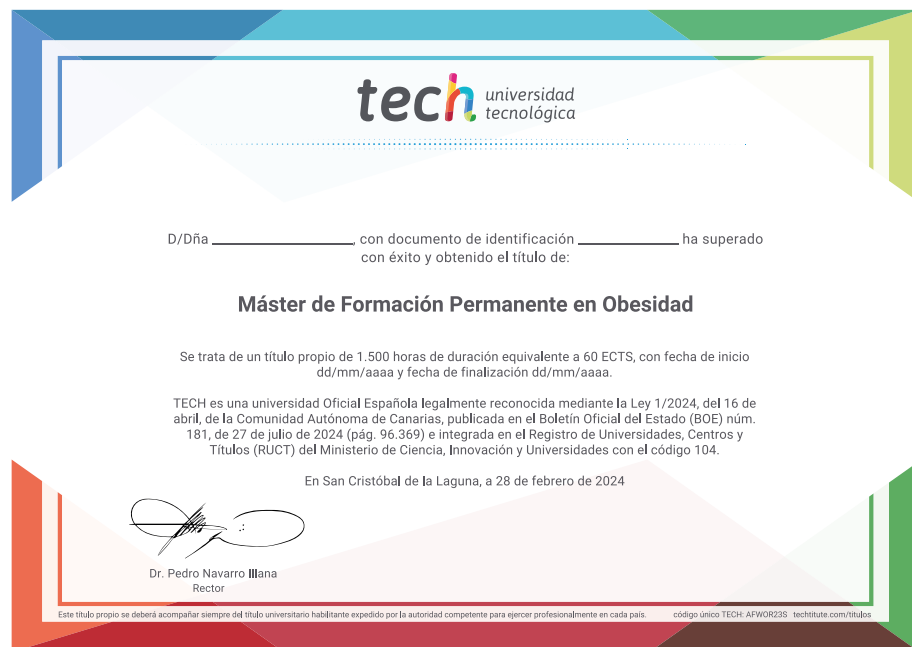 tech universidad
tecnológica
D/Dña ____________________, con documento de identificación ______________ ha superado
con éxito y obtenido el título de:
Máster de Formación Permanente en Obesidad
Se trata de un título propio de 1.500 horas de duración equivalente a 60 ECTS, con fecha de inicio
dd/mm/aaaa y fecha de finalización dd/mm/aaaa.
TECH es una universidad Oficial Española legalmente reconocida mediante la Ley 1/2024, del 16 de
abril, de la Comunidad Autónoma de Canarias, publicada en el Boletín Oficial del Estado (BOE) núm.
181, de 27 de julio de 2024 (pág. 96.369) e integrada en el Registro de Universidades, Centros y
Títulos (RUCT) del Ministerio de Ciencia, Innovación y Universidades con el código 104.
En San Cristóbal de la Laguna, a 28 de febrero de 2024
Dr. Pedro Navarro Illana
Rector
Este título propio se deberá acompañar siempre del título universitario habilitante expedido por la autoridad competente para ejercer profesionalmente en cada país. código único TECH: AFWOR23S techtitute.com/titulos